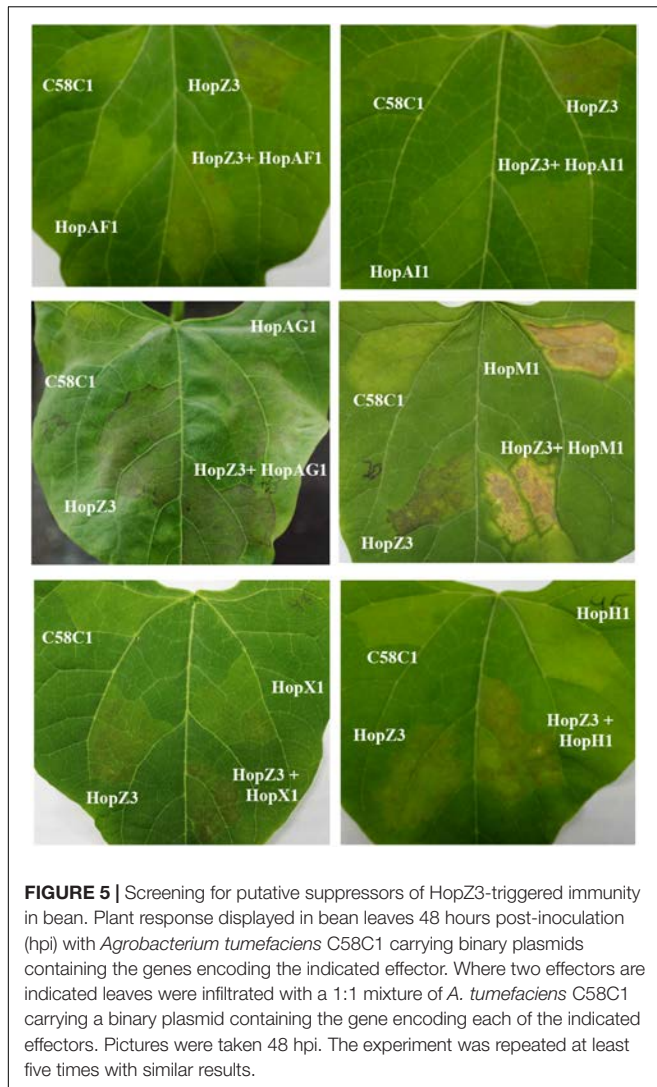 C58C1
HopZ3
HopZ3+ HopAF1
HopAF1
C58C1
HopZ3
HopZ3+ HopAI1
HopAI1
HopAG1
C58C1
HopZ3+ HopAG1
HopZ3
HopM1
C58C1
HopZ3+ HopM1
HopZ3
C58C1
HopX1
HopZ3
HopZ3 +
HopX1
HopH1
C58C1
HopZ3
HopZ3 +
HopH1
FIGURE 5 | Screening for putative suppressors of HopZ3-triggered immunity
in bean. Plant response displayed in bean leaves 48 hours post-inoculation
(hpi) with Agrobacterium tumefaciens C58C1 carrying binary plasmids
containing the genes encoding the indicated effector. Where two effectors are
indicated leaves were infiltrated with a 1:1 mixture of A. tumefaciens C58C1
carrying a binary plasmid containing the gene encoding each of the indicated
effectors. Pictures were taken 48 hpi. The experiment was repeated at least
five times with similar results.